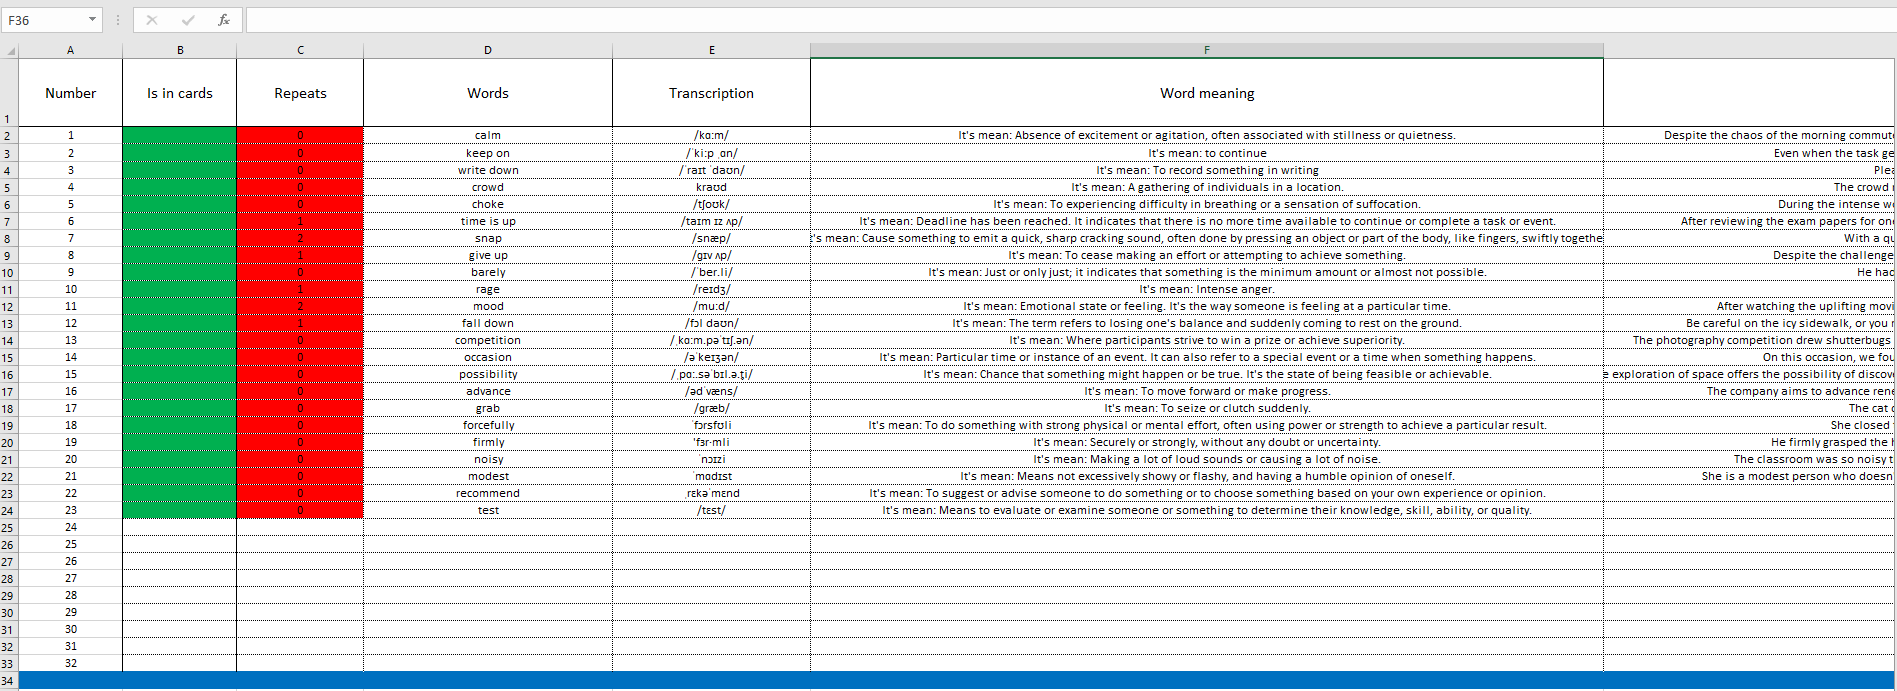 F36
fx
A B C D E F
1 Number Is in cards Repeats Words Transcription Word meaning
2 1 0 calm /kɑːm/ It's mean: Absence of excitement or agitation, often associated with stillness or quietness. Despite the chaos of the morning commut
3 2 0 keep on /ˈkiːp ˌɑn/ It's mean: to continue Even when the task ge
4 3 0 write down /ˈraɪt ˈdaʊn/ It's mean: To record something in writing Plea
5 4 0 crowd kraʊd It's mean: A gathering of individuals in a location. The crowd
6 5 0 choke /tʃoʊk/ It's mean: To experiencing difficulty in breathing or a sensation of suffocation. During the intense w
7 6 1 time is up /taɪm ɪz ʌp/ It's mean: Deadline has been reached. It indicates that there is no more time available to continue or complete a task or event. After reviewing the exam papers for on
8 7 2 snap /snæp/ 's mean: Cause something to emit a quick, sharp cracking sound, often done by pressing an object or part of the body, like fingers, swiftly togethe With a qu
9 8 1 give up /ɡɪv ʌp/ It's mean: To cease making an effort or attempting to achieve something. Despite the challenge
10 9 0 barely /ˈber.li/ It's mean: Just or only just; it indicates that something is the minimum amount or almost not possible. He had
11 10 1 rage /reɪdʒ/ It's mean: Intense anger.
12 11 2 mood /muːd/ It's mean: Emotional state or feeling. It's the way someone is feeling at a particular time. After watching the uplifting movi
13 12 1 fall down /fɔl daʊn/ It's mean: The term refers to losing one's balance and suddenly coming to rest on the ground. Be careful on the icy sidewalk, or you
14 13 0 competition /ˌkɑːm.pəˈtɪʃ.ən/ It's mean: Where participants strive to win a prize or achieve superiority. The photography competition drew shutterbugs
15 14 0 occasion /əˈkeɪʒən/ It's mean: Particular time or instance of an event. It can also refer to a special event or a time when something happens. On this occasion, we fou
16 15 0 possibility /ˌpɑː.səˈbɪl.ə.t̬i/ It's mean: Chance that something might happen or be true. It's the state of being feasible or achievable. e exploration of space offers the possibility of discov
17 16 0 advance /ədˈvæns/ It's mean: To move forward or make progress. The company aims to advance rene
18 17 0 grab /ɡræb/ It's mean: To seize or clutch suddenly. The cat
19 18 0 forcefully ˈfɔrsfʊli It's mean: To do something with strong physical or mental effort, often using power or strength to achieve a particular result. She closed
20 19 0 firmly 'fɜr·mli It's mean: Securely or strongly, without any doubt or uncertainty. He firmly grasped the
21 20 0 noisy ˈnɔɪzi It's mean: Making a lot of loud sounds or causing a lot of noise. The classroom was so noisy t
22 21 0 modest ˈmɑdɪst It's mean: Means not excessively showy or flashy, and having a humble opinion of oneself. She is a modest person who doesn
23 22 0 recommend ˌrɛkəˈmɛnd It's mean: To suggest or advise someone to do something or to choose something based on your own experience or opinion.
24 23 0 test /tɛst/ It's mean: Means to evaluate or examine someone or something to determine their knowledge, skill, ability, or quality.
25 24
26 25
27 26
28 27
29 28
30 29
31 30
32 31
33 32
34